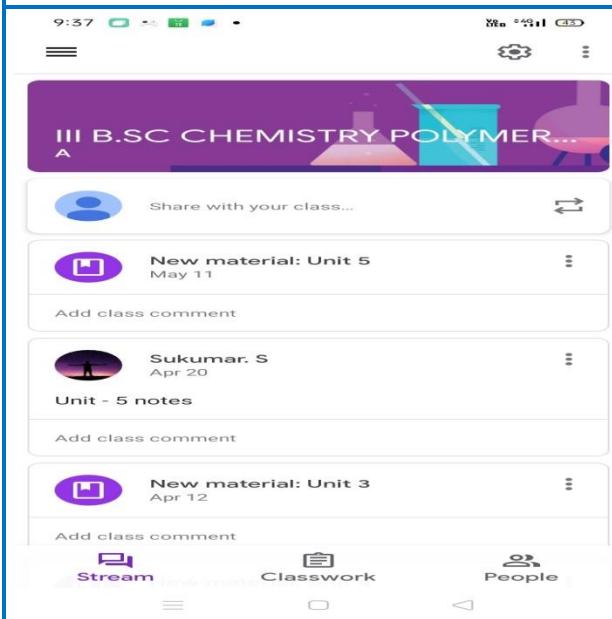 9:37
43
III B.SC CHEMISTRY POLYMER...
A
Share with your class...
New material: Unit 5
May 11
Add class comment
Sukumar. S
Apr 20
Unit - 5 notes
Add class comment
New material: Unit 3
Apr 12
Add class comment
Stream
Classwork
People